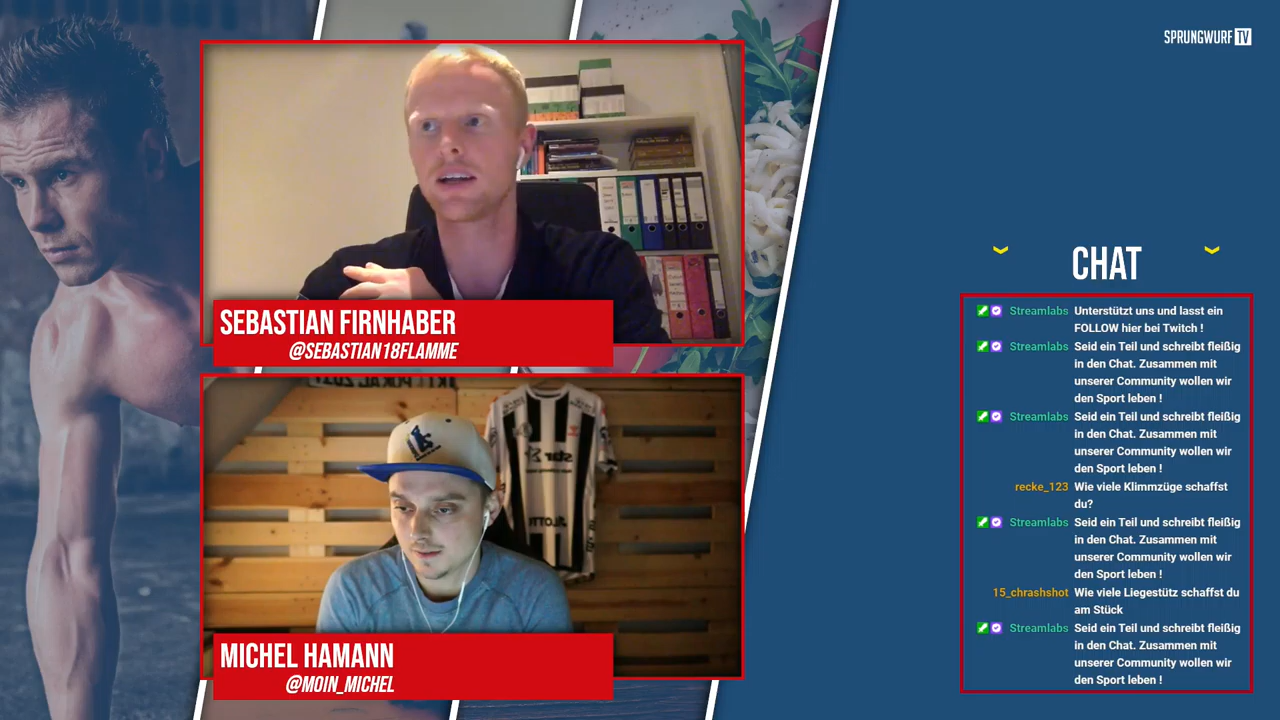 SPRUNGWURF TV
SEBASTIAN FIRNHABER
@SEBASTIAN18FLAMME
MICHEL HAMANN
@MOIN_MICHEL
CHAT
Streamlabs Unterstützt uns und lasst ein
FOLLOW hier bei Twitch !
Streamlabs Seid ein Teil und schreibt fleißig
in den Chat. Zusammen mit
unserer Community wollen wir
den Sport leben !
Streamlabs Seid ein Teil und schreibt fleißig
in den Chat. Zusammen mit
unserer Community wollen wir
den Sport leben !
recke_123 Wie viele Klimmzüge schaffst
du?
Streamlabs Seid ein Teil und schreibt fleißig
in den Chat. Zusammen mit
unserer Community wollen wir
den Sport leben !
15_chrashshot Wie viele Liegestütz schaffst du
am Stück
Streamlabs Seid ein Teil und schreibt fleißig
in den Chat. Zusammen mit
unserer Community wollen wir
den Sport leben !